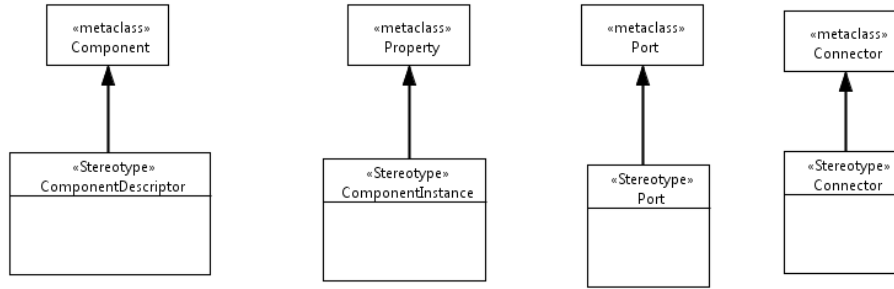 «metaclass»
Component
«Stereotype»
ComponentDescriptor
«metaclass»
Property
«Stereotype»
ComponentInstance
«metaclass»
Port
«Stereotype»
Port
«metaclass»
Connector
«Stereotype»
Connector